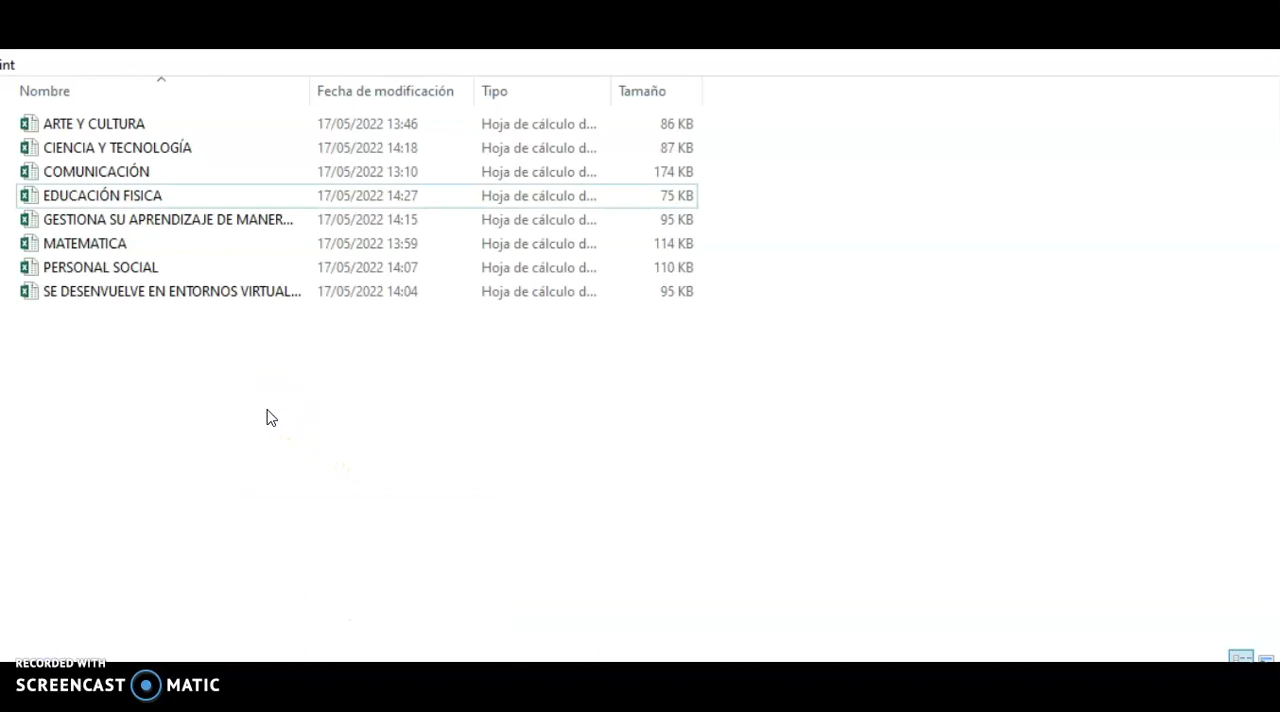 int
Nombre Fecha de modificación Tipo Tamaño
ARTE Y CULTURA 17/05/2022 13:46 Hoja de cálculo d... 86 KB
CIENCIA Y TECNOLOGÍA 17/05/2022 14:18 Hoja de cálculo d... 87 KB
COMUNICACIÓN 17/05/2022 13:10 Hoja de cálculo d... 174 KB
EDUCACIÓN FISICA 17/05/2022 14:27 Hoja de cálculo d... 75 KB
GESTIONA SU APRENDIZAJE DE MANER... 17/05/2022 14:15 Hoja de cálculo d... 95 KB
MATEMATICA 17/05/2022 13:59 Hoja de cálculo d... 114 KB
PERSONAL SOCIAL 17/05/2022 14:07 Hoja de cálculo d... 110 KB
SE DESENVUELVE EN ENTORNOS VIRTUAL... 17/05/2022 14:04 Hoja de cálculo d... 95 KB
RECORDED WITH
SCREENCAST MATIC